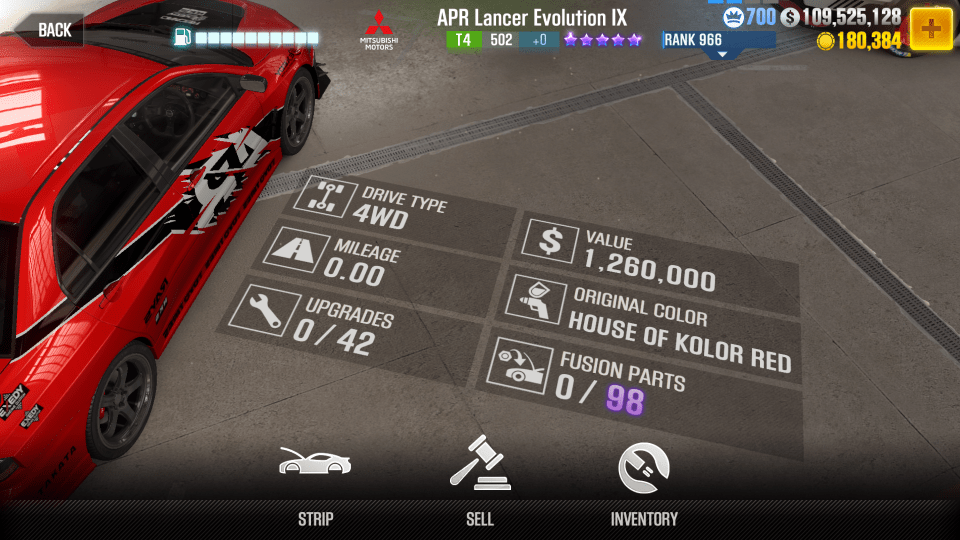 BACK
MITSUBISHI
MOTORS
APR Lancer Evolution IX
T4 502 +0
RANK 966
700 $ 109,525,128
180,384
+
DRIVE TYPE
4WD
MILEAGE
0.00
UPGRADES
0 / 42
$ VALUE
1,260,000
ORIGINAL COLOR
HOUSE OF KOLOR RED
FUSION PARTS
0 / 98
EXEDY
EXEDY
STRIP
SELL
INVENTORY